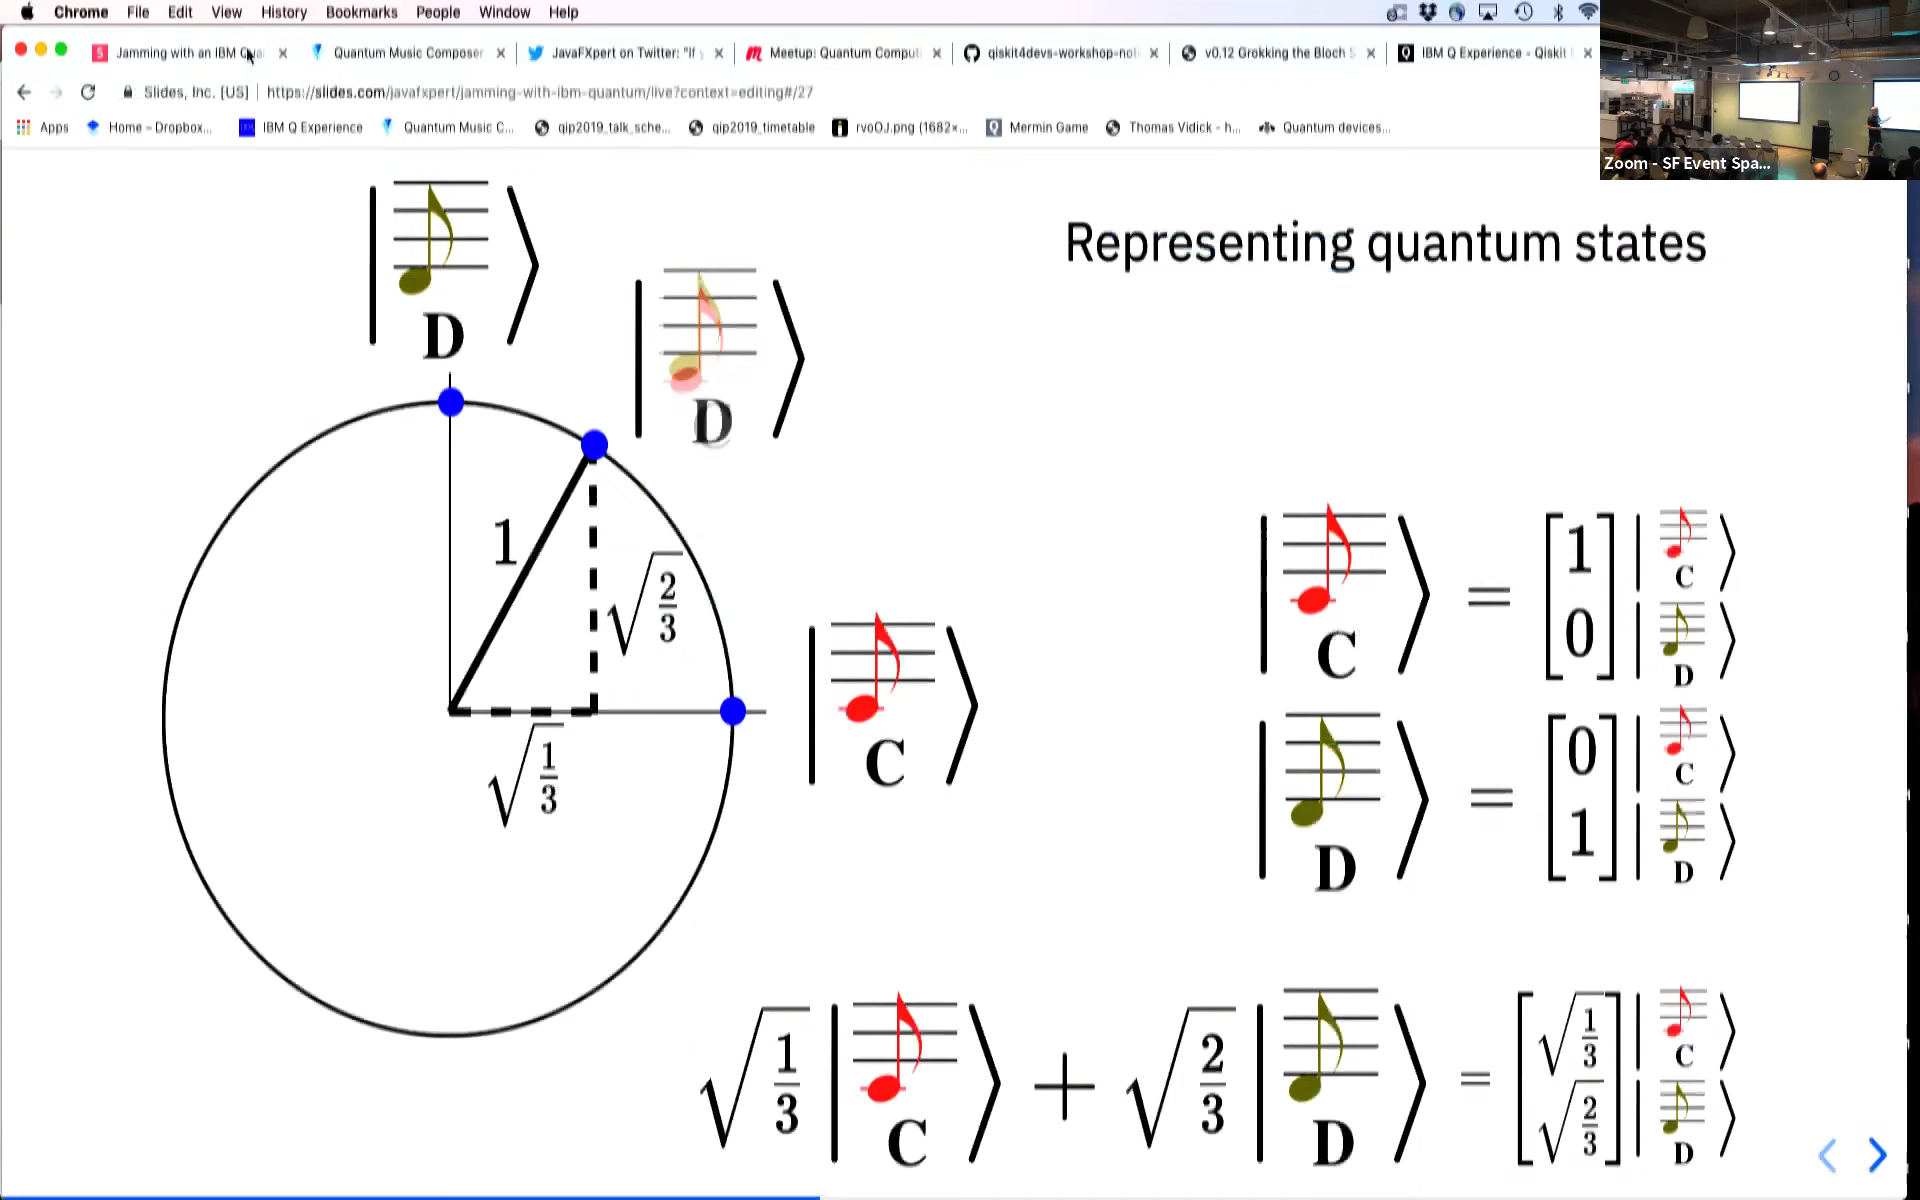 Chrome File Edit View History Bookmarks People Window Help
Jamming with an IBM Qua
Quantum Music Composer
JavaFXpert on Twitter: "If y
Meetup: Quantum Computi
qiskit4devs-workshop-not
v0.12 Grokking the Bloch S
IBM Q Experience - Qiskit
Slides, Inc. [US] | https://slides.com/javafxpert/jamming-with-ibm-quantum/live?context=editing#/27
Apps Home – Dropbox... IBM Q Experience Quantum Music C... qip2019_talk_sche... qip2019_timetable rvoOJ.png (1682×... Mermin Game Thomas Vidick – h... Quantum devices...
Zoom - SF Event Spa...
Representing quantum states
|D⟩
|D⟩
1
√2/3
√1/3
|C⟩
|C⟩ = [1 0] |C⟩ |D⟩
|D⟩ = [0 1] |C⟩ |D⟩
√1/3 |C⟩ + √2/3 |D⟩ = [√1/3 √2/3] |C⟩ |D⟩